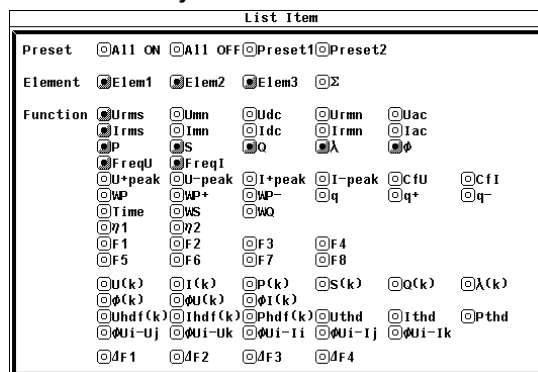 List Item
Preset All ON All OFF Preset1 Preset2
Element Elem1 Elem2 Elem3 Σ
Function Urms Umn Udc Urmn Uac
Irms Imn Idc Irmn Iac
P S Q λ ϕ
FreqU FreqI
U+peak U-peak I+peak I-peak CfU CfI
WP WP+ WP- q q+ q-
Time WS WQ
η1 η2
F1 F2 F3 F4
F5 F6 F7 F8
U(k) I(k) P(k) S(k) Q(k) λ(k)
ϕ(k) ϕU(k) ϕI(k)
Uhdf(k) Ihdf(k) Phdf(k) Uthd Ithd Pthd
ϕUi-Uj ϕUi-Uk ϕUi-Ii ϕUi-Ij ϕUi-Ik
ΔF1 ΔF2 ΔF3 ΔF4